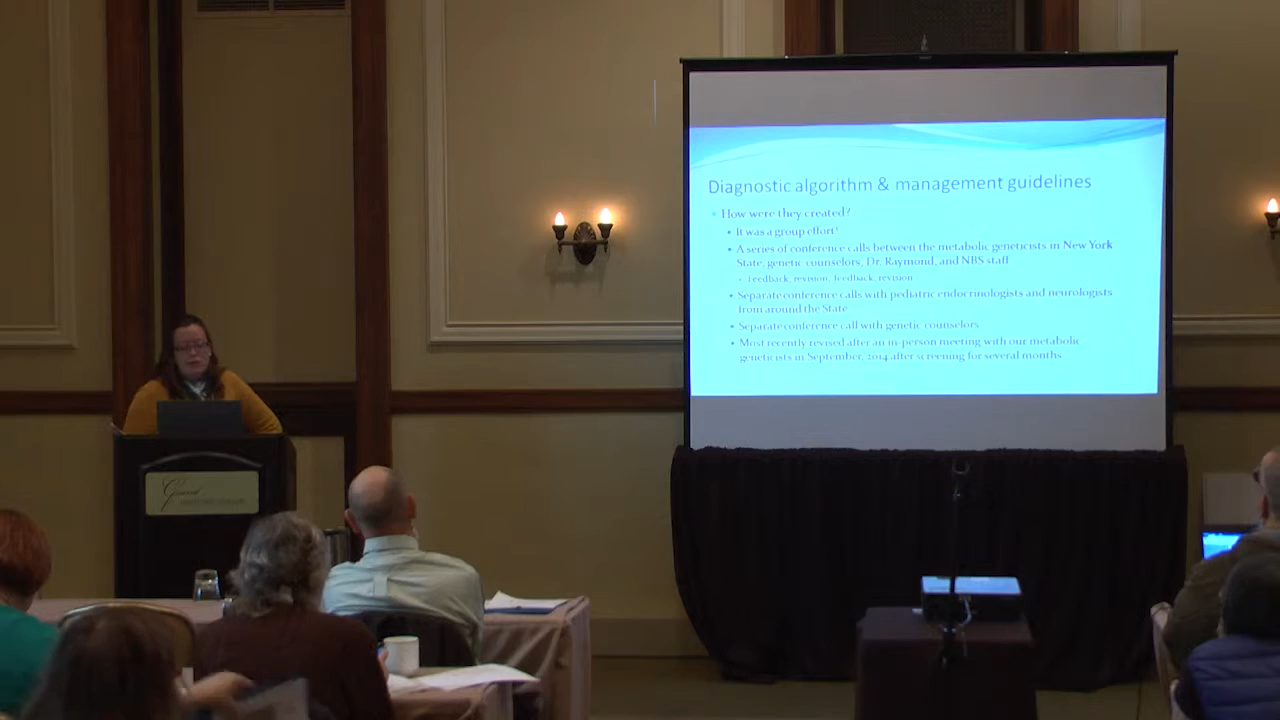 Diagnostic algorithm & management guidelines
How were they created?
It was a group effort!
A series of conference calls between the metabolic geneticists in New York
State, genetic counselors, Dr. Raymond, and NBS staff
Feedback, revision, feedback, revision
Separate conference calls with pediatric endocrinologists and neurologists
from around the State
Separate conference call with genetic counselors
Most recently revised after an in-person meeting with our metabolic
geneticists in September, 2014 after screening for several months